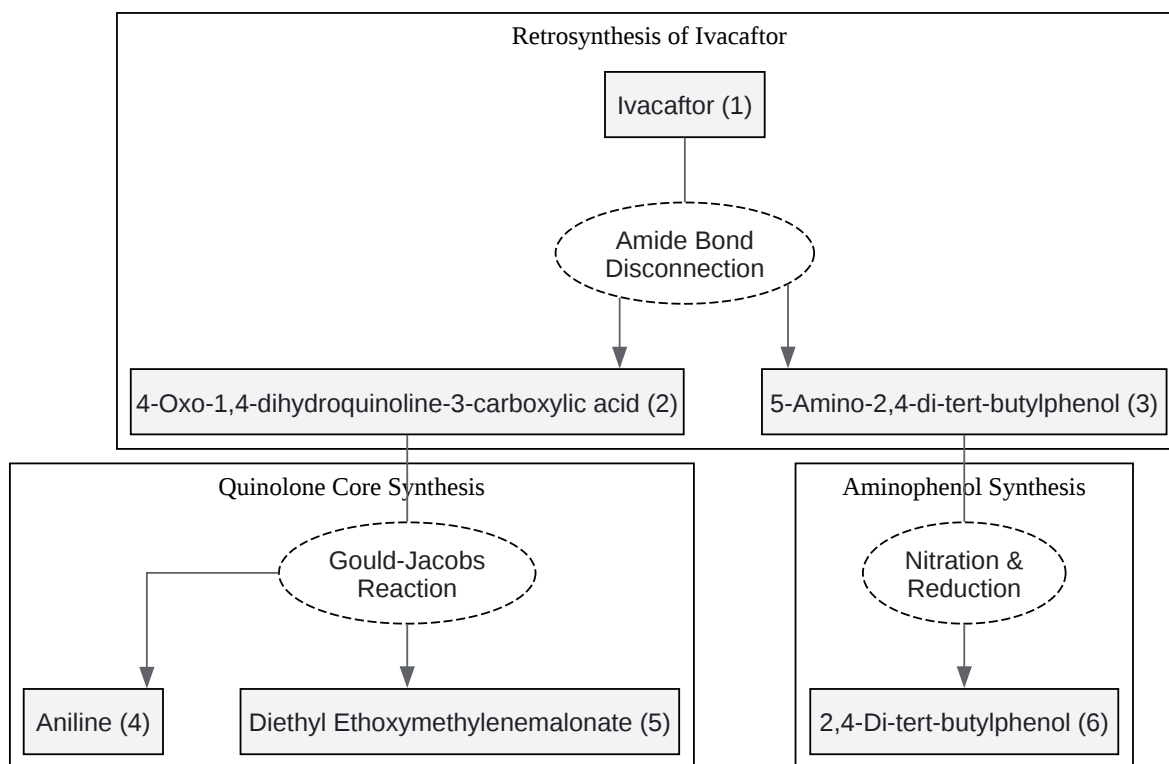 Retrosynthesis of Ivacaftor
Ivacaftor (1)
Amide Bond
Disconnection
4-Oxo-1,4-dihydroquinoline-3-carboxylic acid (2)
5-Amino-2,4-di-tert-butylphenol (3)
Quinolone Core Synthesis
Aminophenol Synthesis
Gould-Jacobs
Reaction
Nitration &
Reduction
Aniline (4)
Diethyl Ethoxymethylenemalonate (5)
2,4-Di-tert-butylphenol (6)